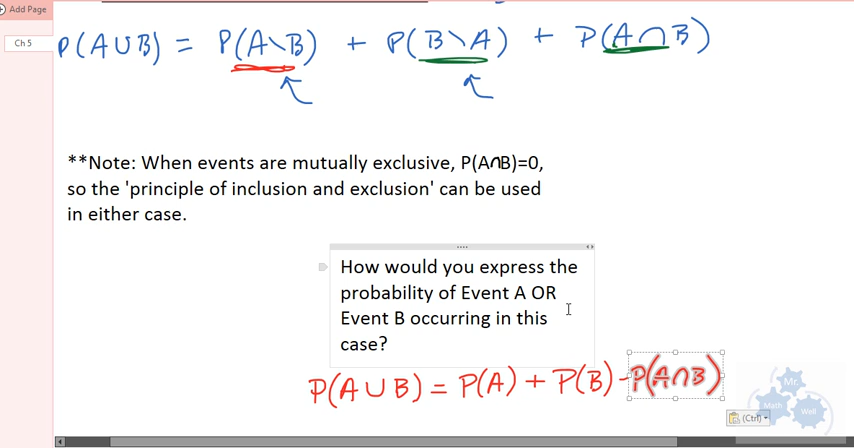 Add Page
Ch 5
P(A∪B) = P(A\B) + P(B\A) + P(A∩B)
**Note: When events are mutually exclusive, P(A∩B)=0,
so the 'principle of inclusion and exclusion' can be used
in either case.
How would you express the
probability of Event A OR
Event B occurring in this
case?
P(A∪B) = P(A) + P(B) - P(A∩B)
Mr.
Math
Wall
(Ctrl)